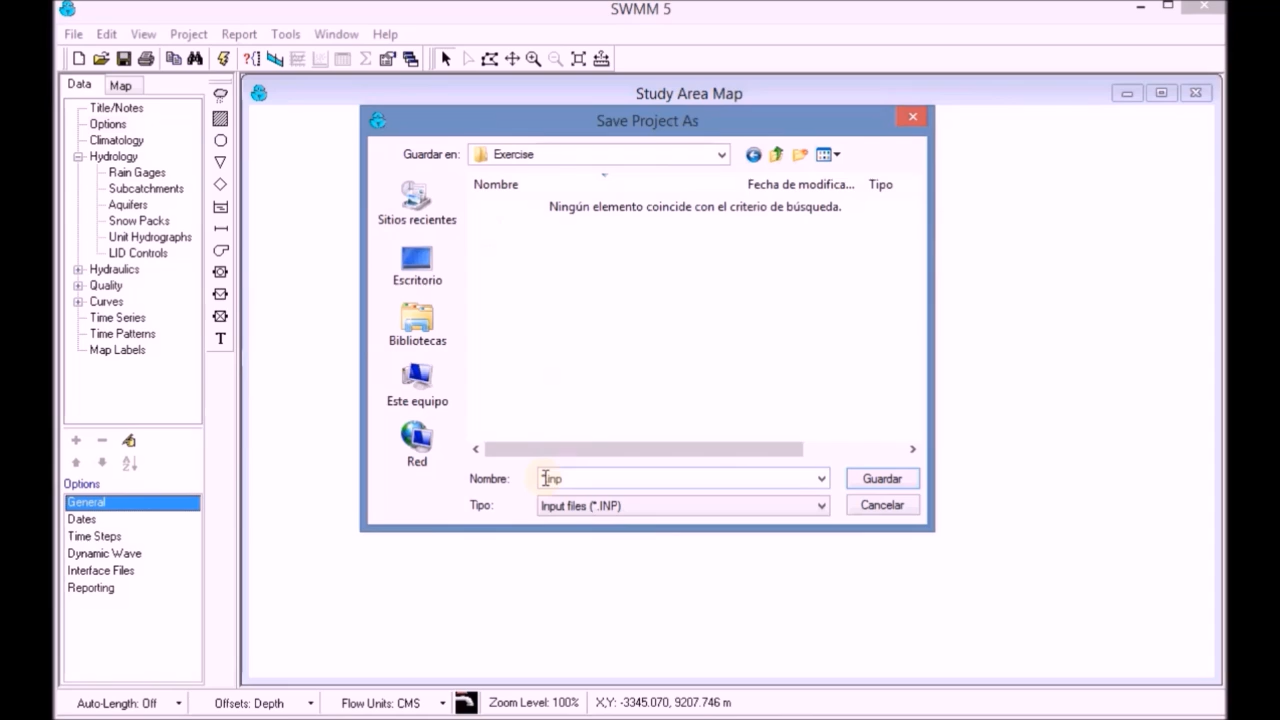 SWMM 5
File Edit View Project Report Tools Window Help
Data Map
Title/Notes
Options
Climatology
Hydrology
Rain Gages
Subcatchments
Aquifers
Snow Packs
Unit Hydrographs
LID Controls
Hydraulics
Quality
Curves
Time Series
Time Patterns
Map Labels
Options
General
Dates
Time Steps
Dynamic Wave
Interface Files
Reporting
T
Study Area Map
Save Project As
Guardar en: Exercise
Nombre Fecha de modifica... Tipo
Ningún elemento coincide con el criterio de búsqueda.
Sitios recientes
Escritorio
Bibliotecas
Este equipo
Red
Nombre: inp Guardar
Tipo: Input files (*.INP) Cancelar
Auto-Length: Off Offsets: Depth Flow Units: CMS Zoom Level: 100% X,Y: -3345.070, 9207.746 m